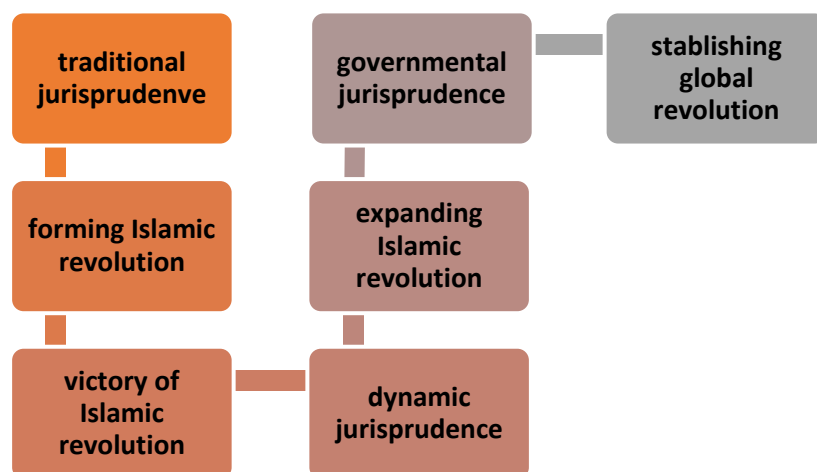 traditional
jurisprudenve
forming Islamic
revolution
victory of
Islamic
revolution
dynamic
jurisprudence
expanding
Islamic
revolution
governmental
jurisprudence
stablishing
global
revolution